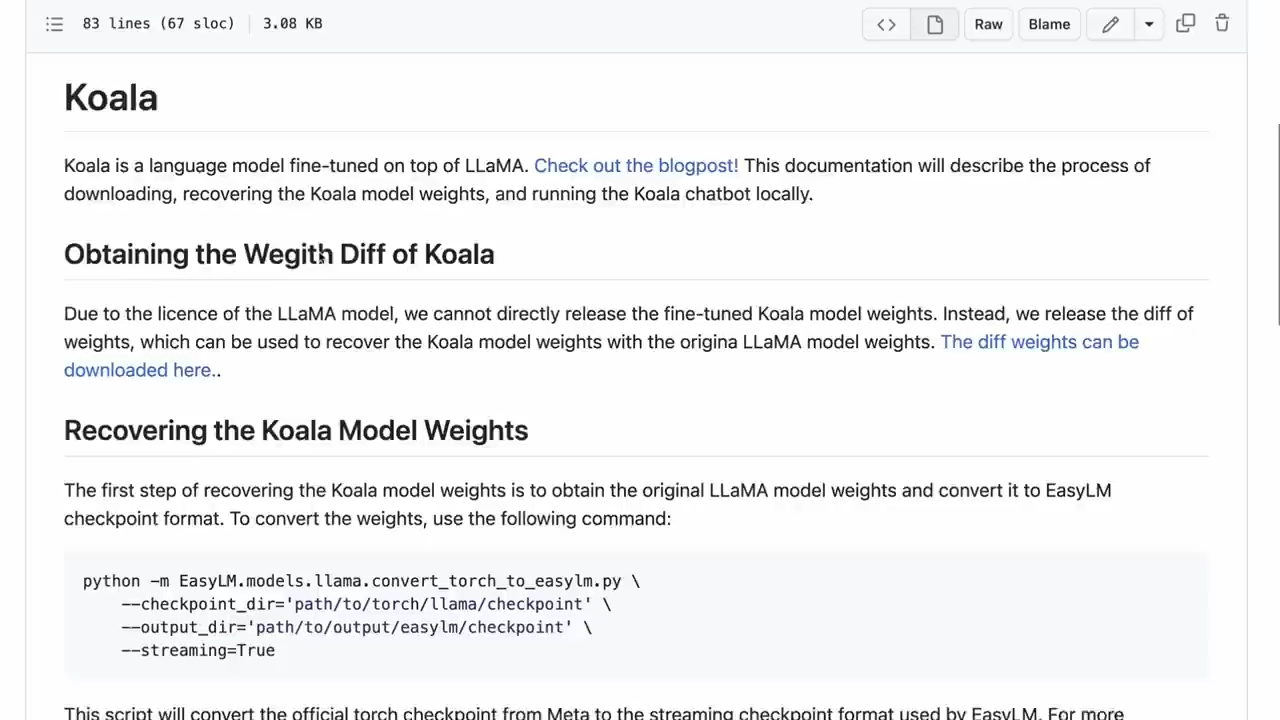 83 lines (67 sloc) 3.08 KB Raw Blame
Koala
Koala is a language model fine-tuned on top of LLaMA. Check out the blogpost! This documentation will describe the process of
downloading, recovering the Koala model weights, and running the Koala chatbot locally.
Obtaining the Wegith Diff of Koala
Due to the licence of the LLaMA model, we cannot directly release the fine-tuned Koala model weights. Instead, we release the diff of
weights, which can be used to recover the Koala model weights with the origina LLaMA model weights. The diff weights can be
downloaded here..
Recovering the Koala Model Weights
The first step of recovering the Koala model weights is to obtain the original LLaMA model weights and convert it to EasyLM
checkpoint format. To convert the weights, use the following command:
python -m EasyLM.models.llama.convert_torch_to_easylm.py \
--checkpoint_dir='path/to/torch/llama/checkpoint' \
--output_dir='path/to/output/easylm/checkpoint' \
--streaming=True
This script will convert the official torch checkpoint from Meta to the streaming checkpoint format used by EasyLM. For more